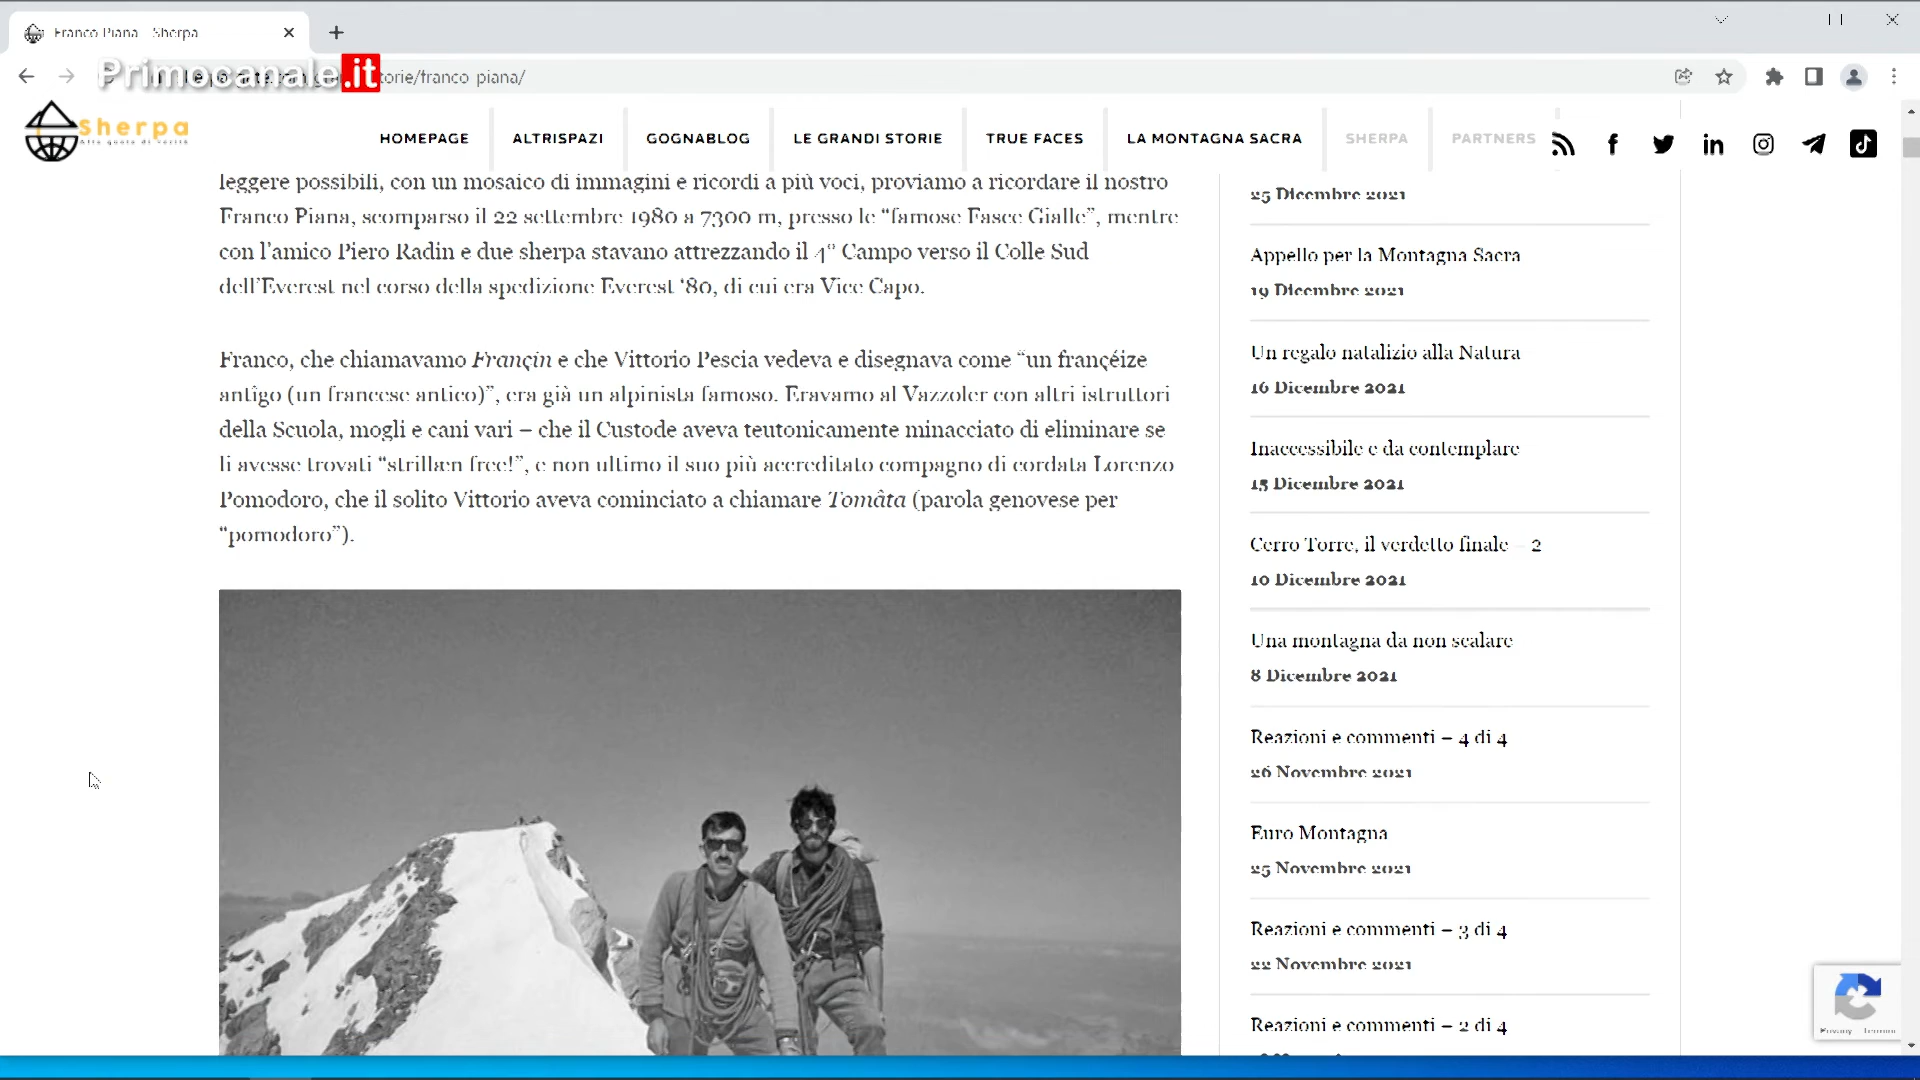 Franco Piana Sherpa
Primocanale.it
orie/franco piana/
sherpa
Alta quota di verità
HOMEPAGE
ALTRISPAZI
GOGNABLOG
LE GRANDI STORIE
TRUE FACES
LA MONTAGNA SACRA
SHERPA
PARTNERS
leggere possibili, con un mosaico di immagini e ricordi a più voci, proviamo a ricordare il nostro
Franco Piana, scomparso il 22 settembre 1980 a 7300 m, presso le “famose Fasce Gialle”, mentre
con l’amico Piero Radin e due sherpa stavano attrezzando il 4° Campo verso il Colle Sud
dell’Everest nel corso della spedizione Everest ‘80, di cui era Vice Capo.
Franco, che chiamavamo Françin e che Vittorio Pescia vedeva e disegnava come “un françéize
antîgo (un francese antico)”, era già un alpinista famoso. Eravamo al Vazzoler con altri istruttori
della Scuola, mogli e cani vari – che il Custode aveva teutonicamente minacciato di eliminare se
li avesse trovati “strillæn free!”, e non ultimo il suo più accreditato compagno di cordata Lorenzo
Pomodoro, che il solito Vittorio aveva cominciato a chiamare Tomâta (parola genovese per
“pomodoro”).
25 Dicembre 2021
Appello per la Montagna Sacra
19 Dicembre 2021
Un regalo natalizio alla Natura
16 Dicembre 2021
Inaccessibile e da contemplare
15 Dicembre 2021
Cerro Torre, il verdetto finale – 2
10 Dicembre 2021
Una montagna da non scalare
8 Dicembre 2021
Reazioni e commenti – 4 di 4
26 Novembre 2021
Euro Montagna
25 Novembre 2021
Reazioni e commenti – 3 di 4
22 Novembre 2021
Reazioni e commenti – 2 di 4
Privacy Termini